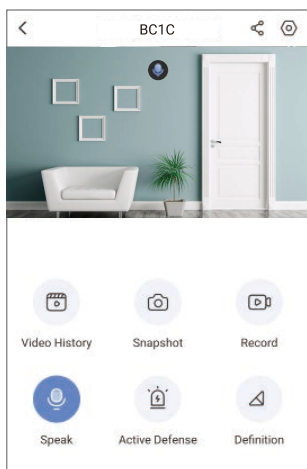 BC1C
Video History
Snapshot
Record
Speak
Active Defense
Definition